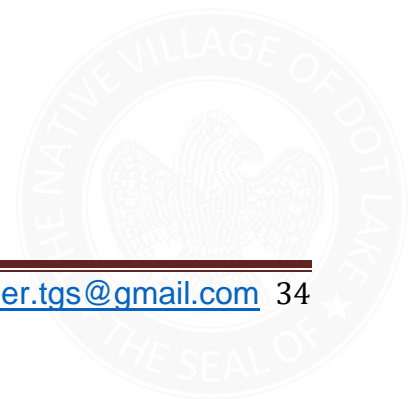 THE NATIVE VILLAGE OF DOT LAKE
er.tgs@gmail.com 34
THE SEAL OF